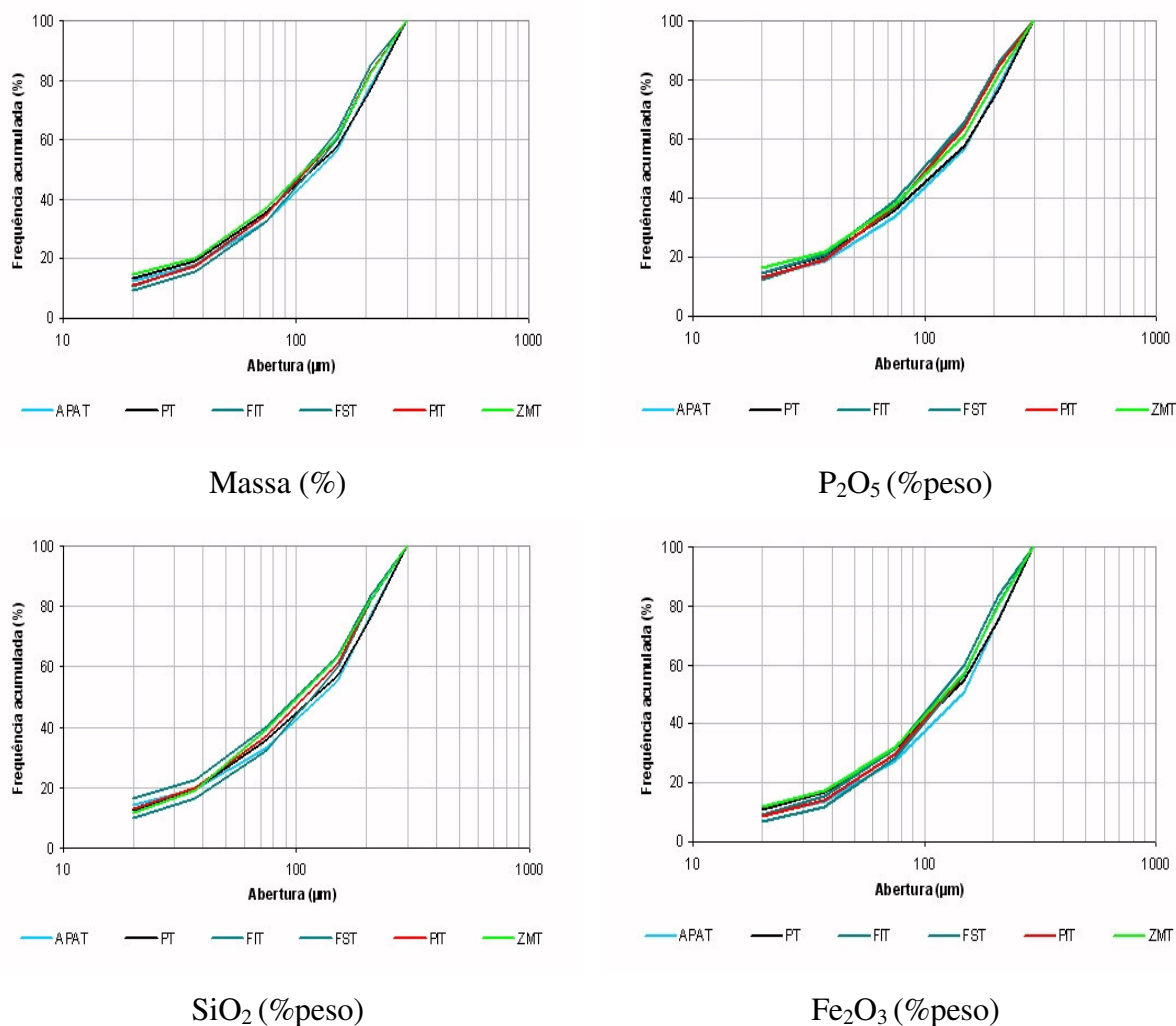 Frequência acumulada (%)
100
80
60
40
20
0
10
100
1000
Abertura (µm)
APAT PT FIT FST PIT ZMT
Massa (%)
Frequência acumulada (%)
100
80
60
40
20
0
10
100
1000
Abertura (µm)
APAT PT FIT FST PIT ZMT
P₂O₅ (%peso)
Frequência acumulada (%)
100
80
60
40
20
0
10
100
1000
Abertura (µm)
APAT PT FIT FST PIT ZMT
SiO₂ (%peso)
Frequência acumulada (%)
100
80
60
40
20
0
10
100
1000
Abertura (µm)
APAT PT FIT FST PIT ZMT
Fe₂O₃ (%peso)